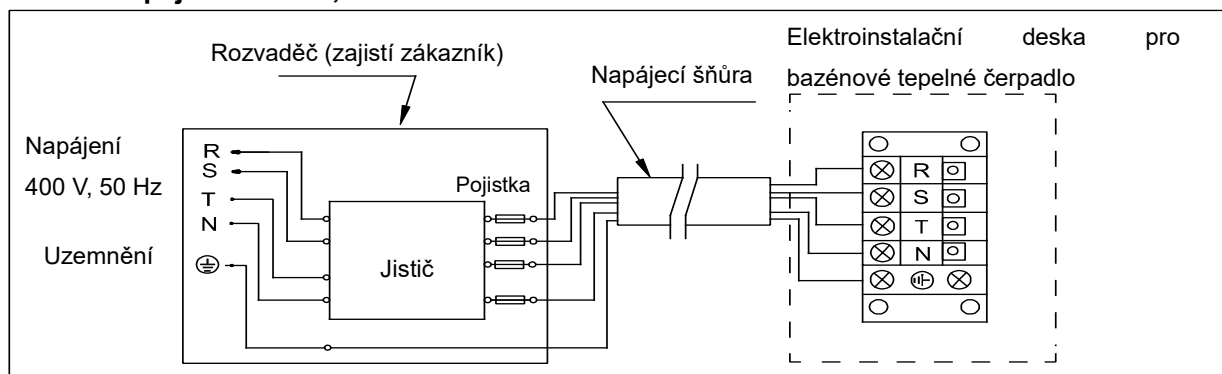 Rozvaděč (zajistí zákazník)
Elektroinstalační deska pro
bazénové tepelné čerpadlo
Napájecí šňůra
Napájení
400 V, 50 Hz
Uzemnění
R
S
T
N
Pojistka
Jistič
R
S
T
N